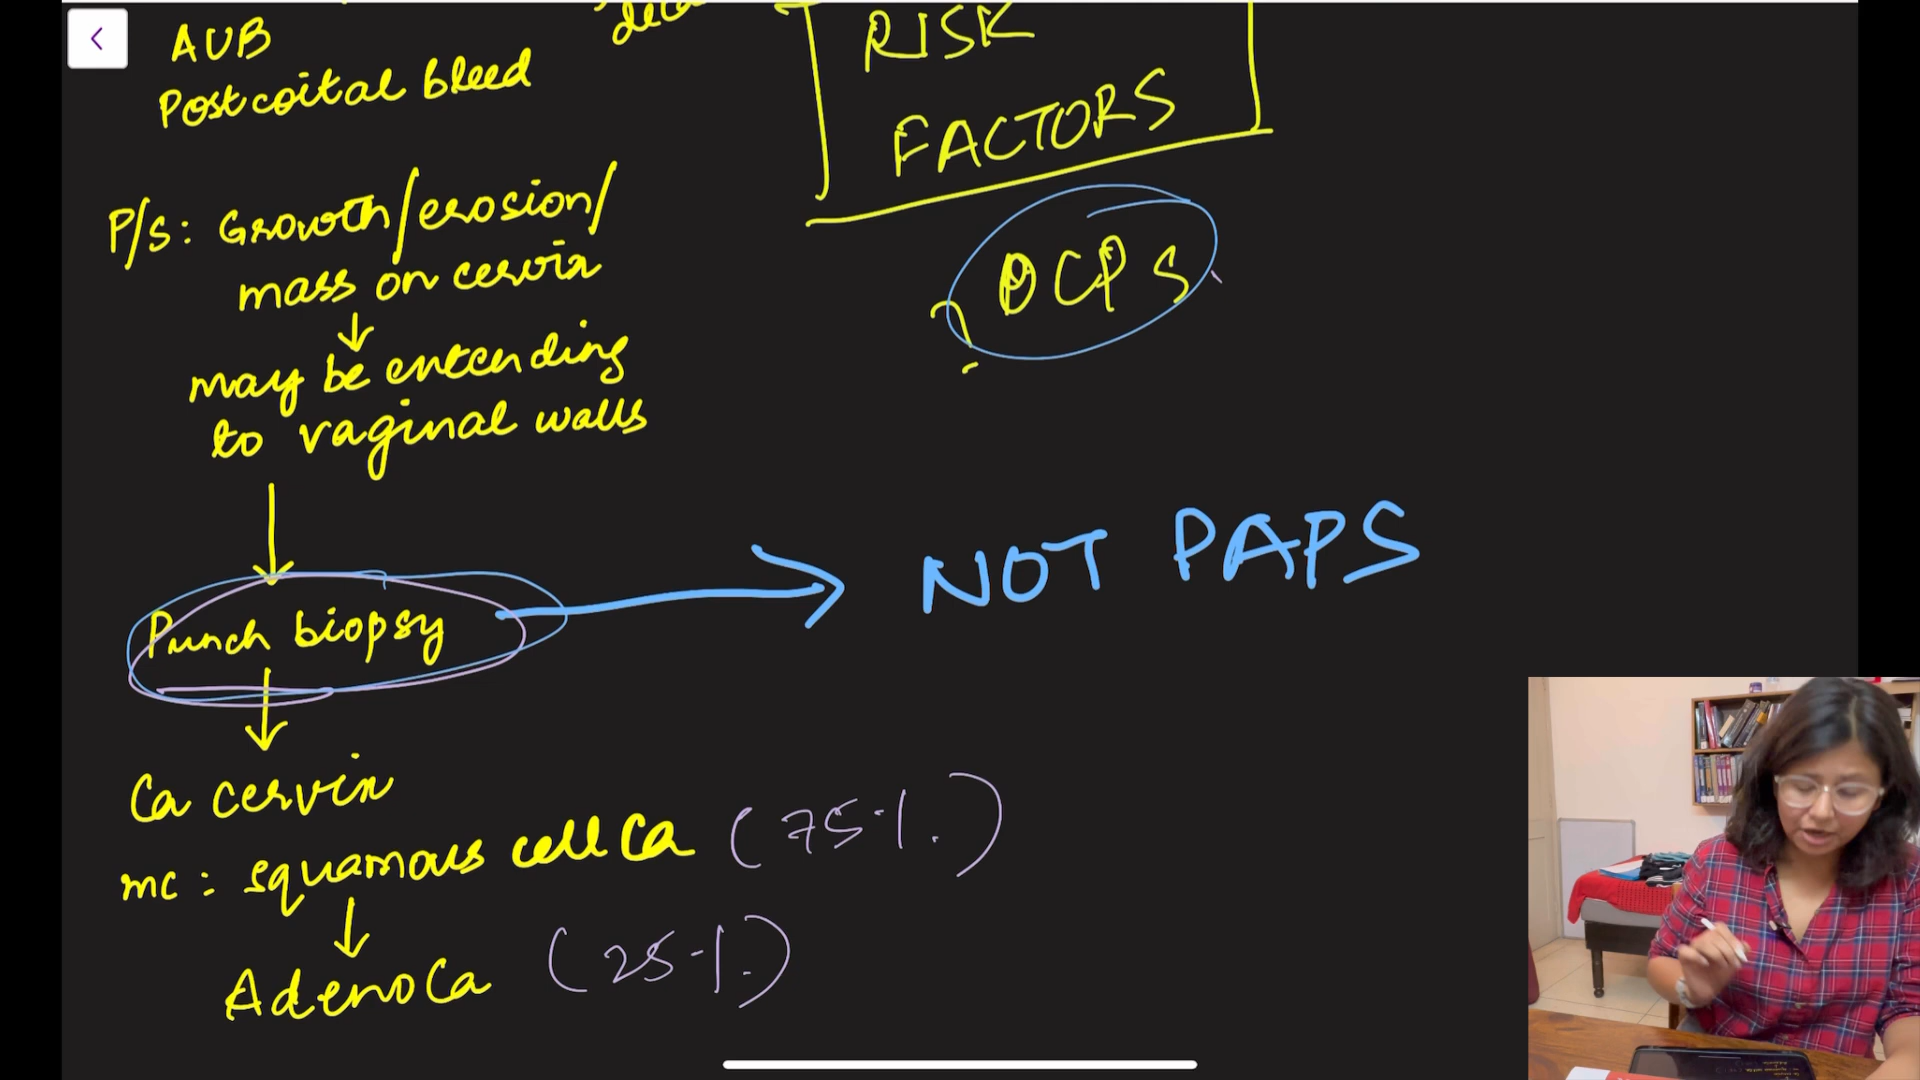 AUB
Postcoital bleed
RISK
FACTORS
P/S: Growth/erosion/
mass on cervix
↓
may be extending
to vaginal walls
? OCPs
↓
Punch biopsy → NOT PAPS
↓
Ca cervix
mc: squamous cell Ca (75%)
↓
AdenoCa (25%)